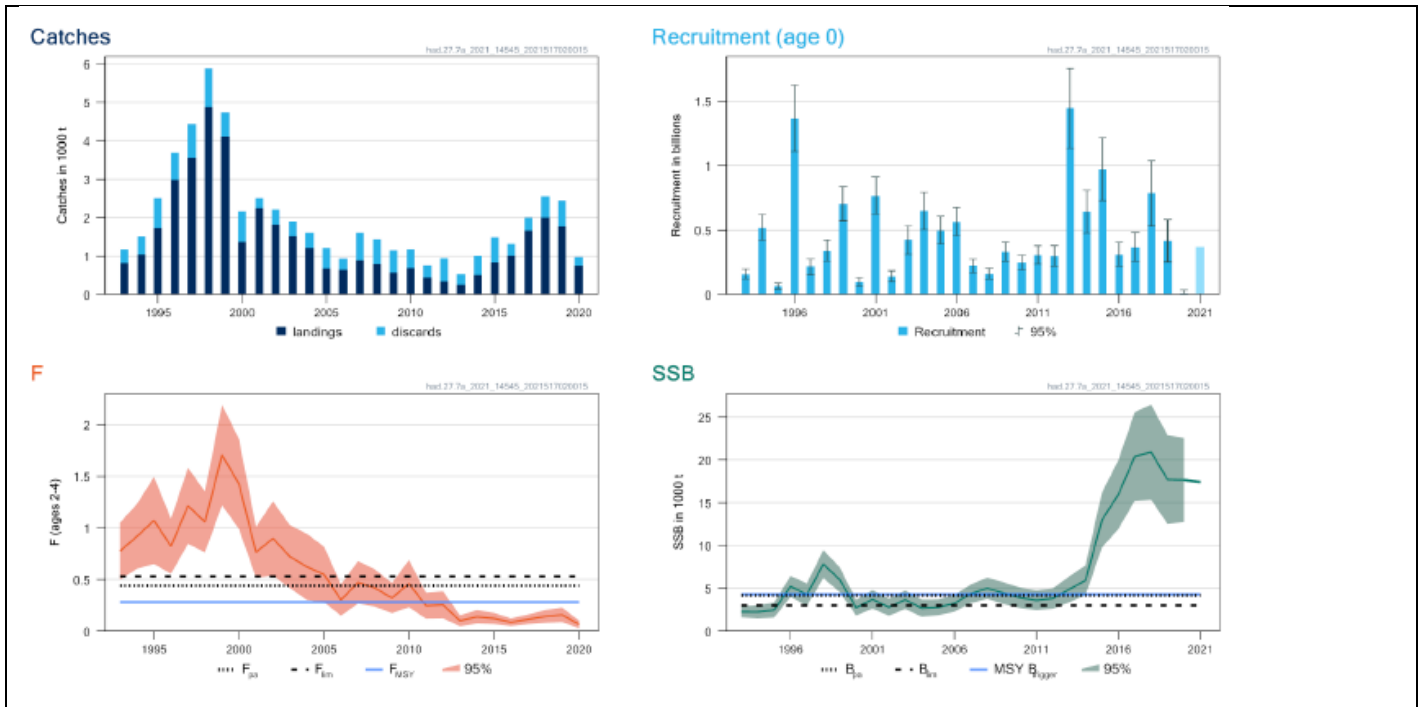 Catches
had.27.7a_2021_14545_2021517020015
Catches in 1000 t
6
5
4
3
2
1
0
1995 2000 2005 2010 2015 2020
landings discards
Recruitment (age 0)
had.27.7a_2021_14545_2021517020015
Recruitment in billions
1.5
1
0.5
0
1996 2001 2006 2011 2016 2021
Recruitment 95%
F
had.27.7a_2021_14545_2021517020015
F (ages 2-4)
2
1.5
1
0.5
0
1995 2000 2005 2010 2015 2020
Fpa Flim FMSY 95%
SSB
had.27.7a_2021_14545_2021517020015
SSB in 1000 t
25
20
15
10
5
0
1996 2001 2006 2011 2016 2021
Bpa Blim MSY Btrigger 95%